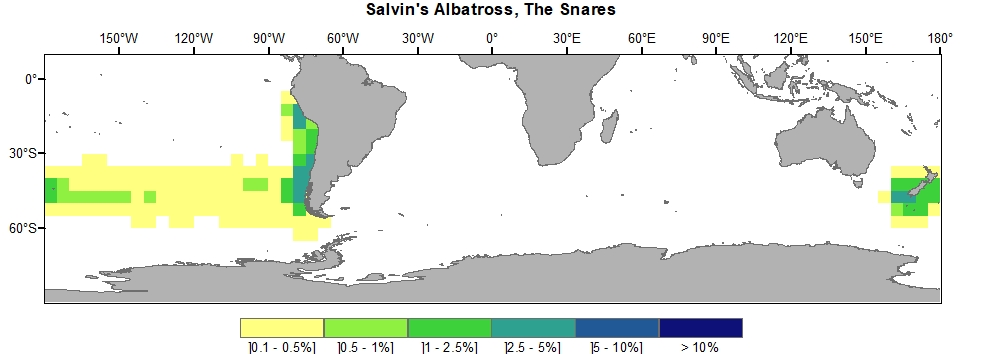 Salvin's Albatross, The Snares
150°W 120°W 90°W 60°W 30°W 0° 30°E 60°E 90°E 120°E 150°E 180°
0°
30°S
60°S
]0.1 - 0.5%] ]0.5 - 1%] ]1 - 2.5%] ]2.5 - 5%] ]5 - 10%] > 10%